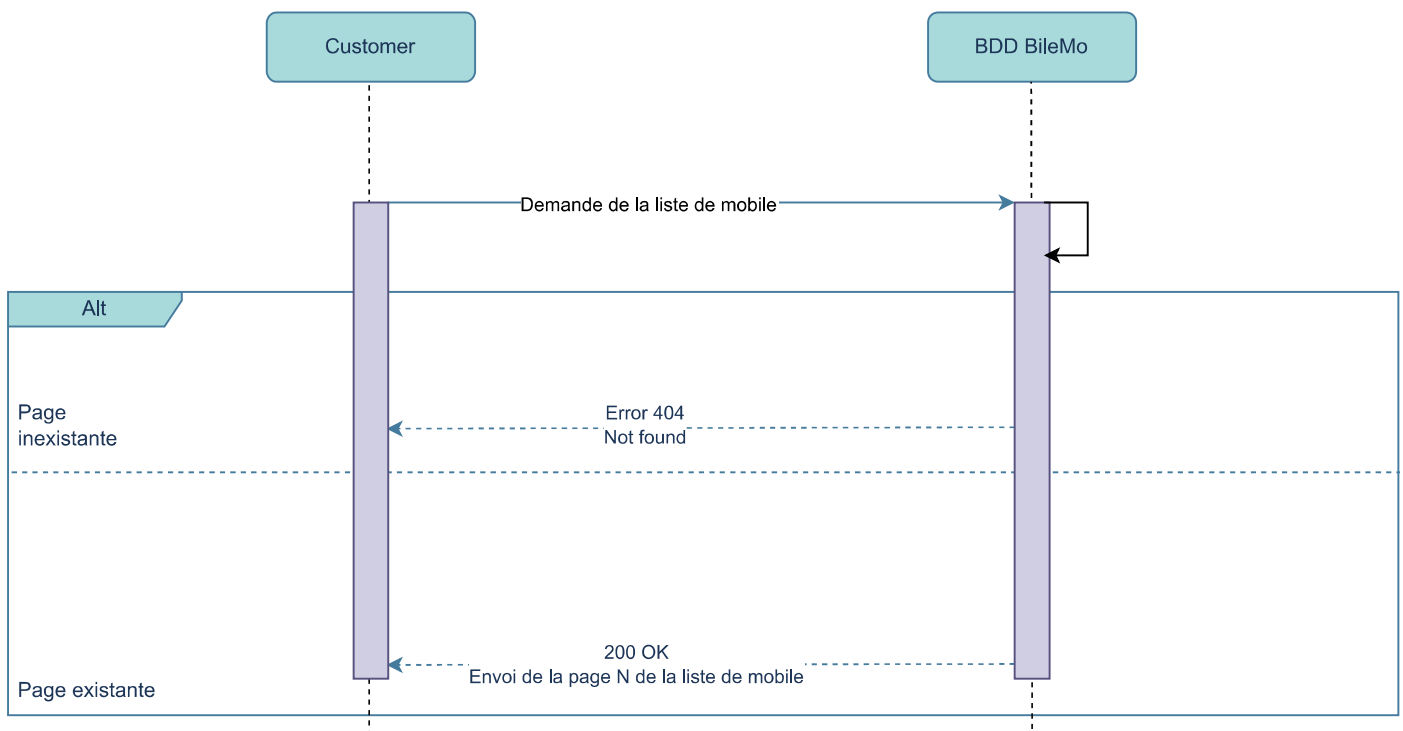 Customer
BDD BileMo
Demande de la liste de mobile
Alt
Page
inexistante
Error 404
Not found
200 OK
Envoi de la page N de la liste de mobile
Page existante